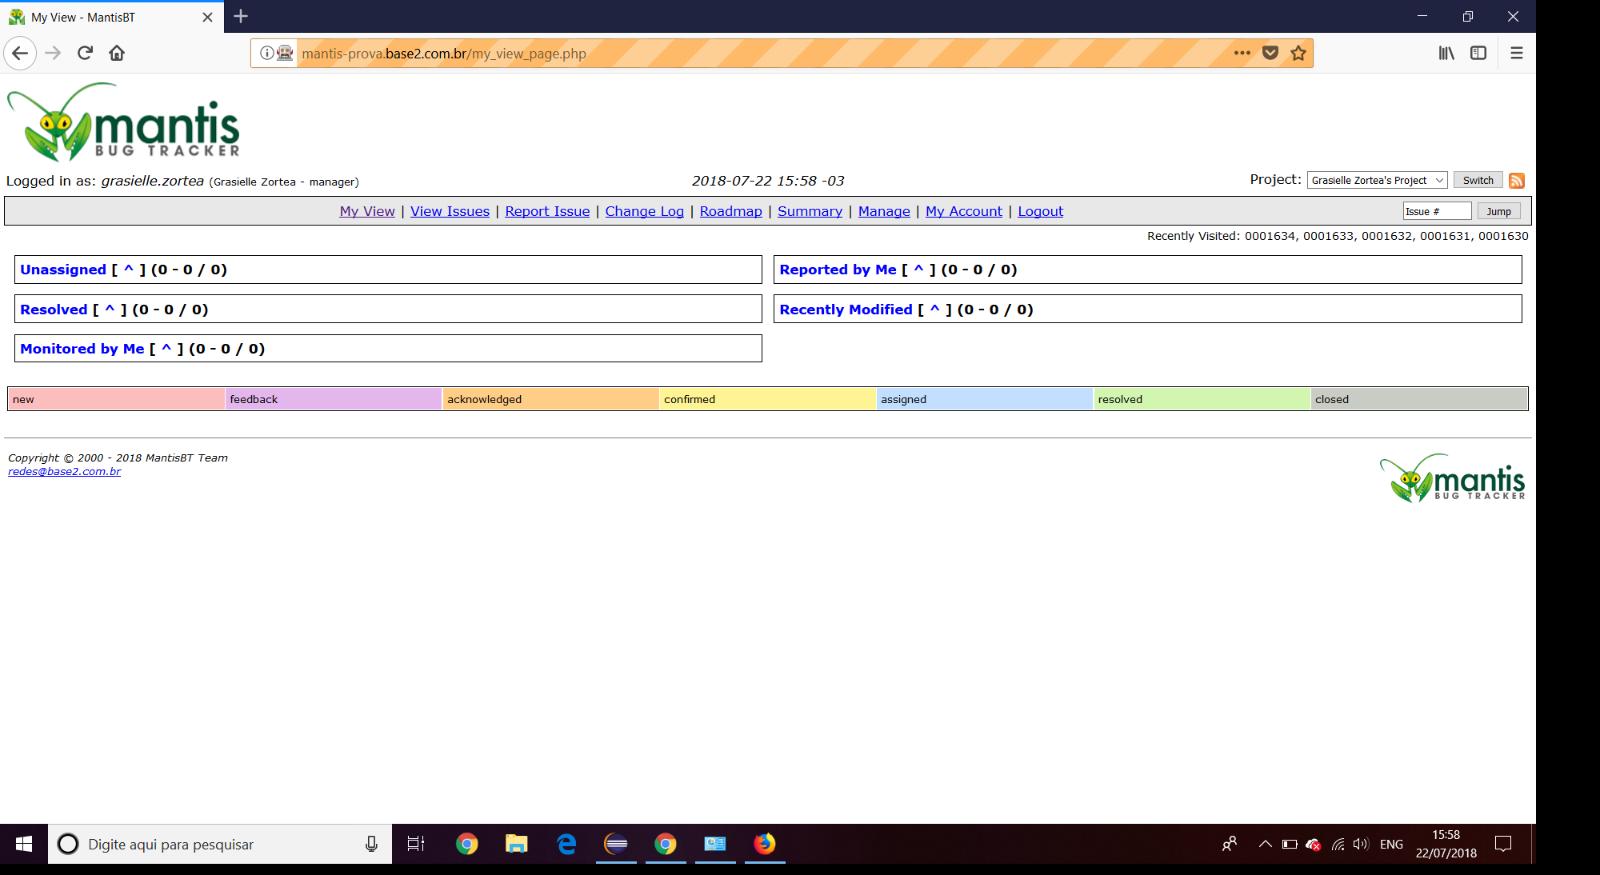 My View - MantisBT
mantis-prova.base2.com.br/my_view_page.php
mantis
BUG TRACKER
Logged in as: grasielle.zortea (Grasielle Zortea - manager)
2018-07-22 15:58 -03
Project: Grasielle Zortea's Project Switch
My View | View Issues | Report Issue | Change Log | Roadmap | Summary | Manage | My Account | Logout
Issue # Jump
Recently Visited: 0001634, 0001633, 0001632, 0001631, 0001630
Unassigned [ ^ ] (0 - 0 / 0)
Reported by Me [ ^ ] (0 - 0 / 0)
Resolved [ ^ ] (0 - 0 / 0)
Recently Modified [ ^ ] (0 - 0 / 0)
Monitored by Me [ ^ ] (0 - 0 / 0)
new feedback acknowledged confirmed assigned resolved closed
Copyright © 2000 - 2018 MantisBT Team
redes@base2.com.br
mantis
BUG TRACKER
Digite aqui para pesquisar
ENG
15:58
22/07/2018